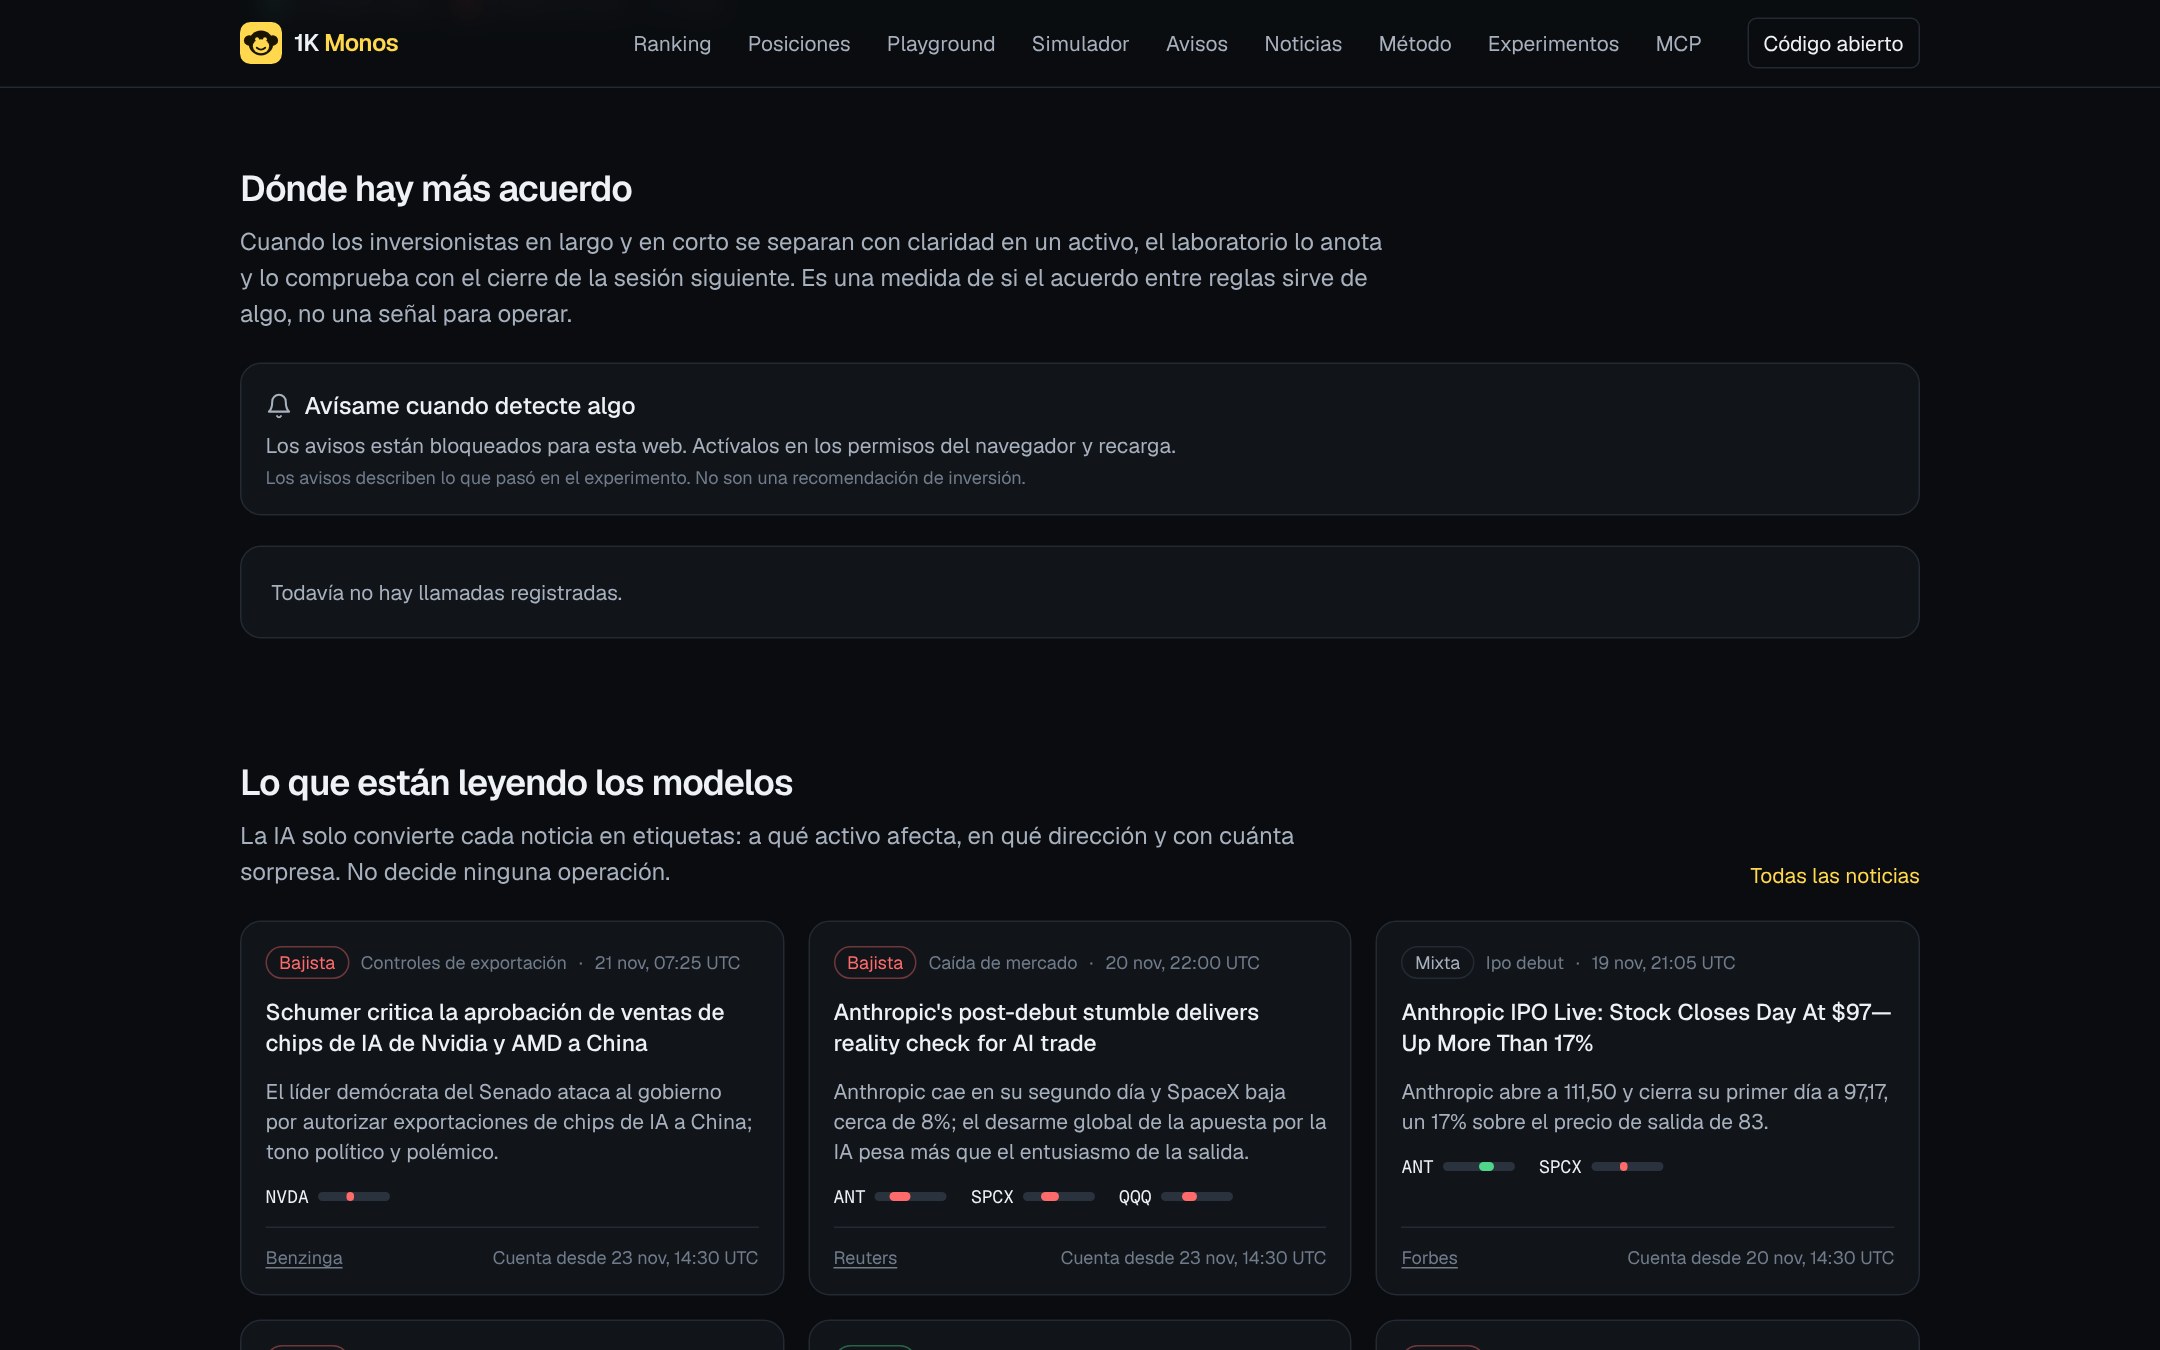 1K Monos
Ranking
Posiciones
Playground
Simulador
Avisos
Noticias
Método
Experimentos
MCP
Código abierto
Dónde hay más acuerdo
Cuando los inversionistas en largo y en corto se separan con claridad en un activo, el laboratorio lo anota
y lo comprueba con el cierre de la sesión siguiente. Es una medida de si el acuerdo entre reglas sirve de
algo, no una señal para operar.
Avísame cuando detecte algo
Los avisos están bloqueados para esta web. Actívalos en los permisos del navegador y recarga.
Los avisos describen lo que pasó en el experimento. No son una recomendación de inversión.
Todavía no hay llamadas registradas.
Lo que están leyendo los modelos
La IA solo convierte cada noticia en etiquetas: a qué activo afecta, en qué dirección y con cuánta
sorpresa. No decide ninguna operación.
Todas las noticias
Bajista Controles de exportación · 21 nov, 07:25 UTC
Schumer critica la aprobación de ventas de
chips de IA de Nvidia y AMD a China
El líder demócrata del Senado ataca al gobierno
por autorizar exportaciones de chips de IA a China;
tono político y polémico.
NVDA
Benzinga Cuenta desde 23 nov, 14:30 UTC
Bajista Caída de mercado · 20 nov, 22:00 UTC
Anthropic's post-debut stumble delivers
reality check for AI trade
Anthropic cae en su segundo día y SpaceX baja
cerca de 8%; el desarme global de la apuesta por la
IA pesa más que el entusiasmo de la salida.
ANT SPCX QQQ
Reuters Cuenta desde 23 nov, 14:30 UTC
Mixta Ipo debut · 19 nov, 21:05 UTC
Anthropic IPO Live: Stock Closes Day At $97—
Up More Than 17%
Anthropic abre a 111,50 y cierra su primer día a 97,17,
un 17% sobre el precio de salida de 83.
ANT SPCX
Forbes Cuenta desde 20 nov, 14:30 UTC